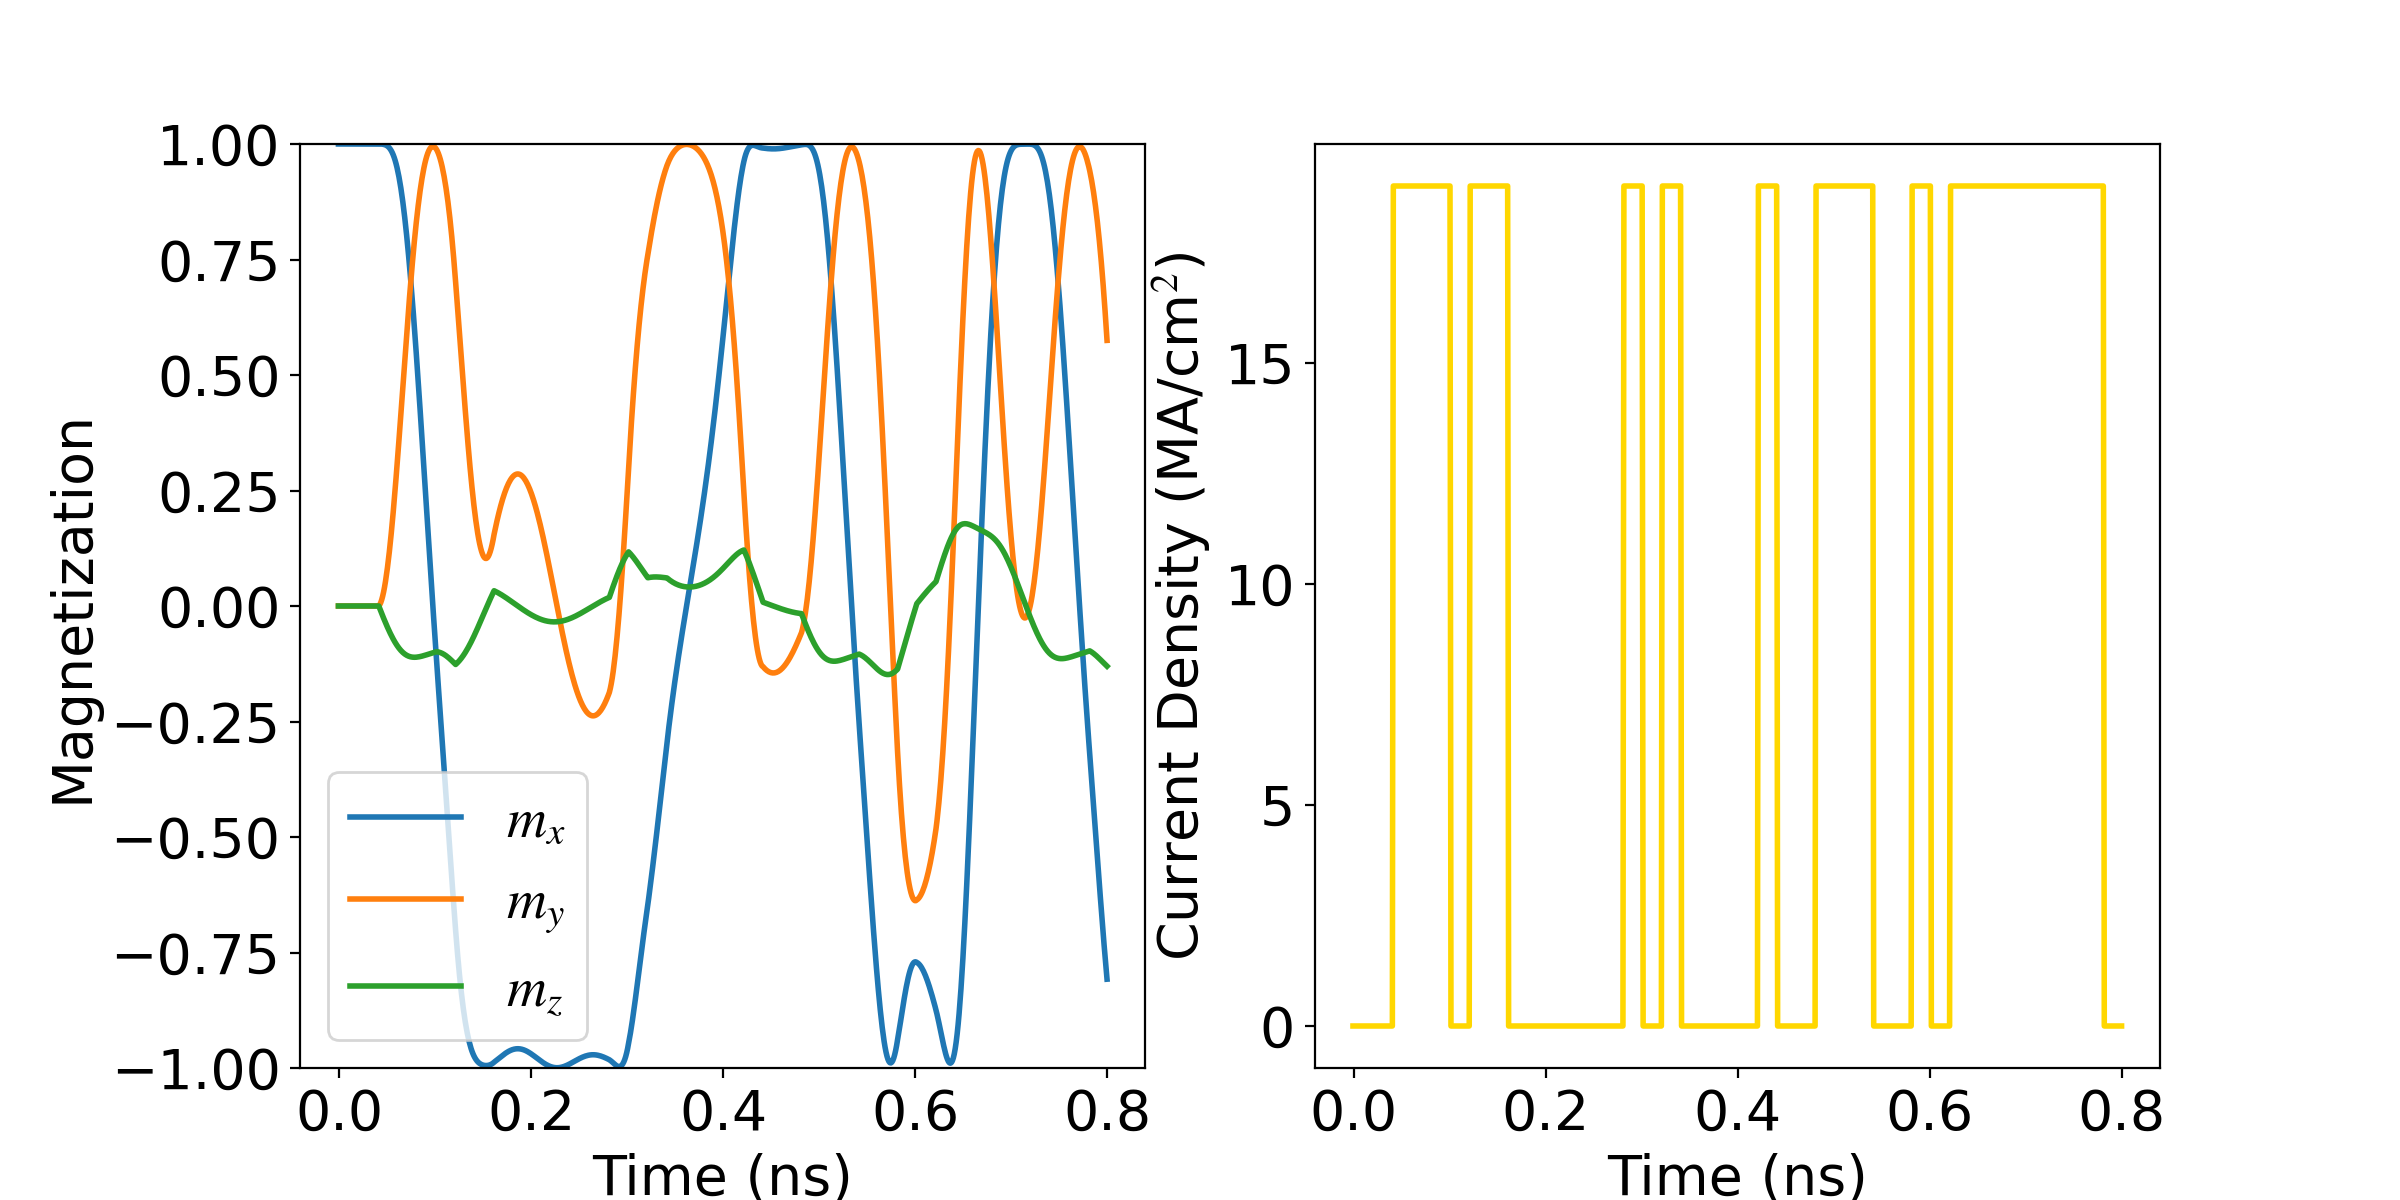 Magnetization
1.00
0.75
0.50
0.25
0.00
−0.25
−0.50
−0.75
−1.00
m_x
m_y
m_z
0.0 0.2 0.4 0.6 0.8
Time (ns)
Current Density (MA/cm²)
15
10
5
0
0.0 0.2 0.4 0.6 0.8
Time (ns)